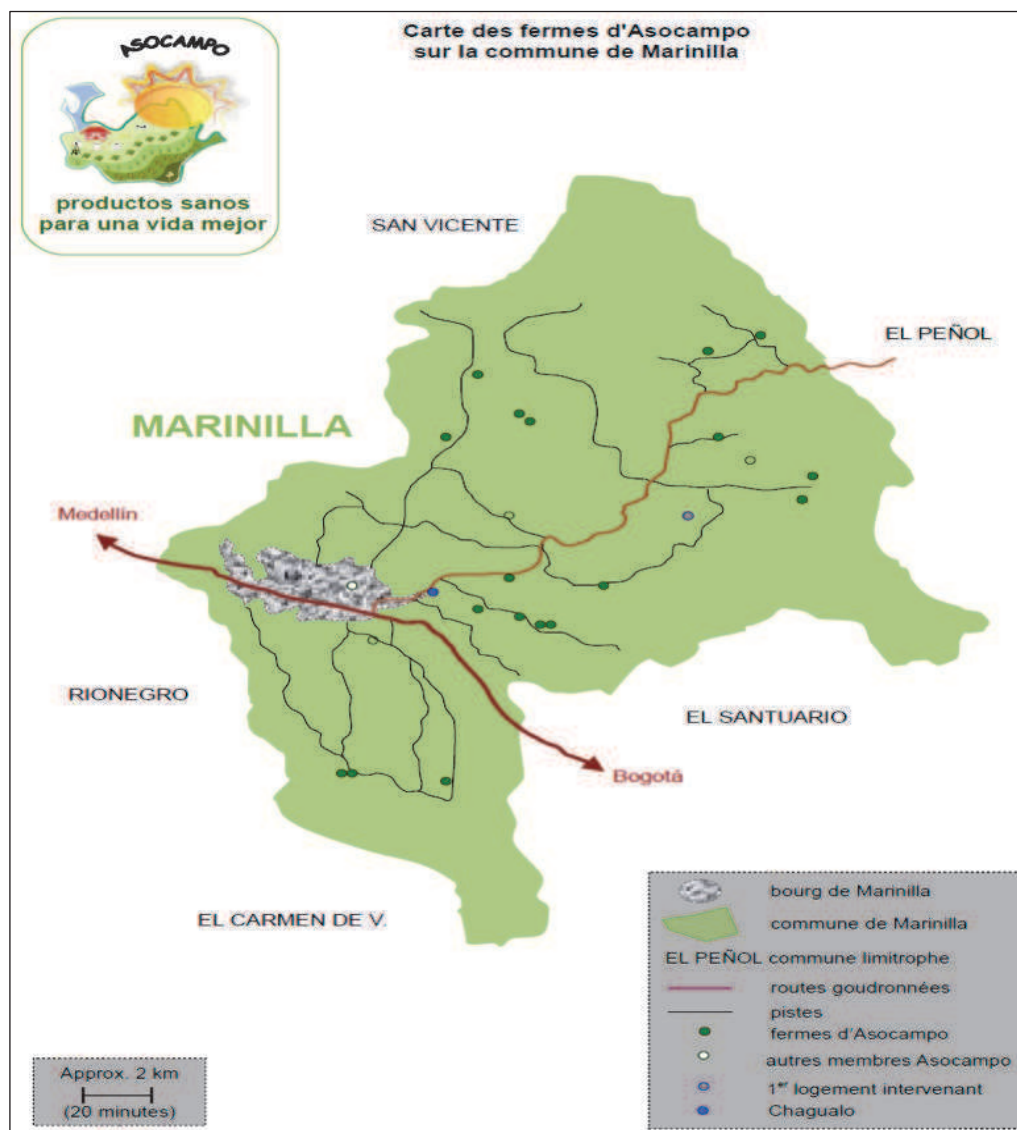 Carte des fermes d'Asocampo
sur la commune de Marinilla
ASOCAMPO
productos sanos
para una vida mejor
SAN VICENTE
EL PEÑOL
MARINILLA
Medellín
RIONEGRO
EL SANTUARIO
Bogotá
EL CARMEN DE V.
bourg de Marinilla
commune de Marinilla
EL PEÑOL commune limitrophe
routes goudronnées
pistes
fermes d'Asocampo
autres membres Asocampo
1er logement intervenant
Chagualo
Approx. 2 km
(20 minutes)